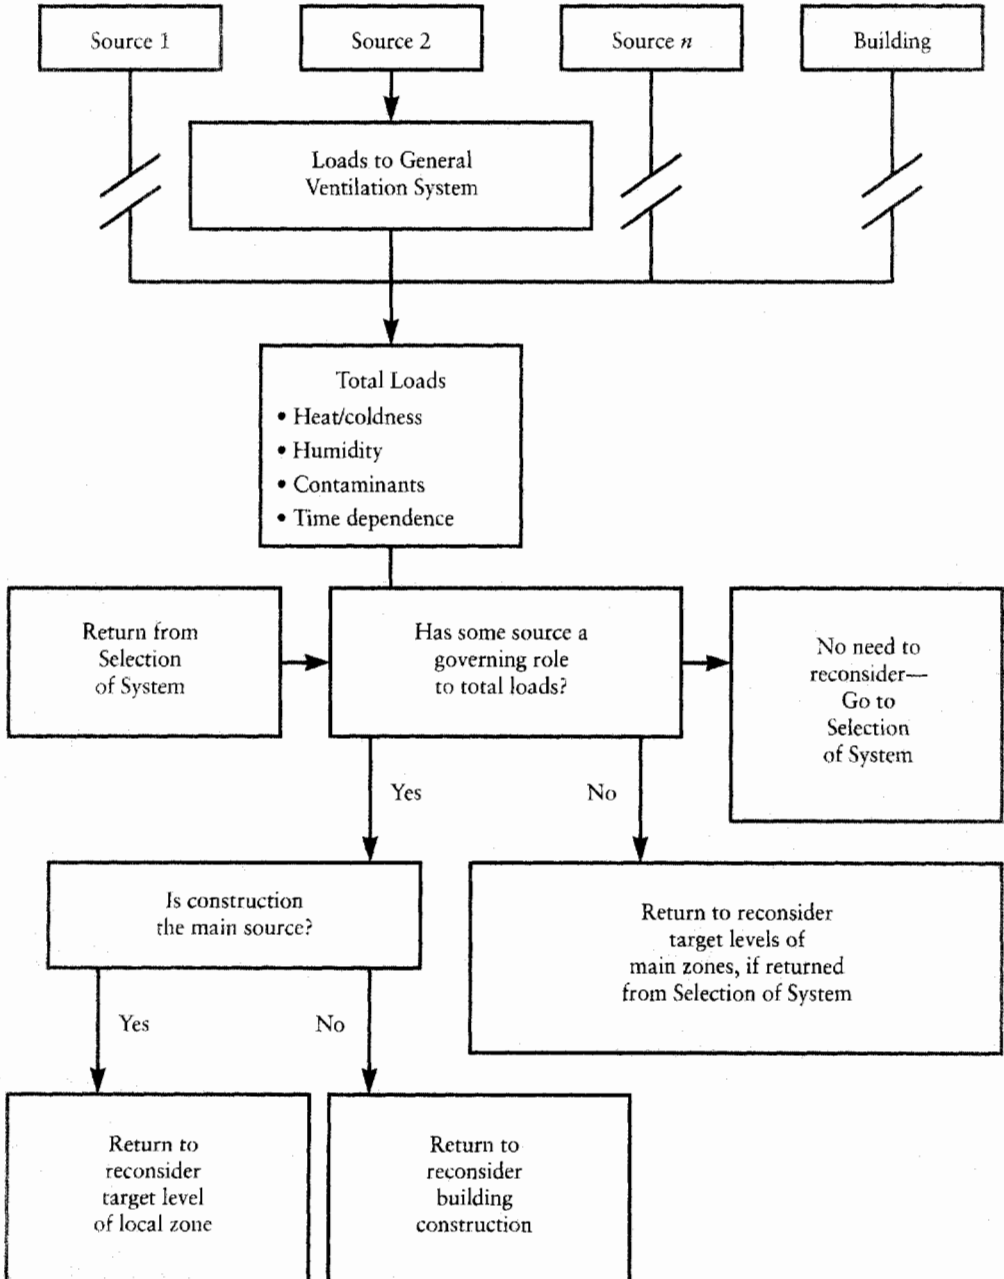 Source 1
Source 2
Source n
Building
Loads to General
Ventilation System
Total Loads
• Heat/coldness
• Humidity
• Contaminants
• Time dependence
Return from
Selection
of System
Has some source a
governing role
to total loads?
No need to
reconsider—
Go to
Selection
of System
Yes
No
Is construction
the main source?
Return to reconsider
target levels of
main zones, if returned
from Selection of System
Yes
No
Return to
reconsider
target level
of local zone
Return to
reconsider
building
construction